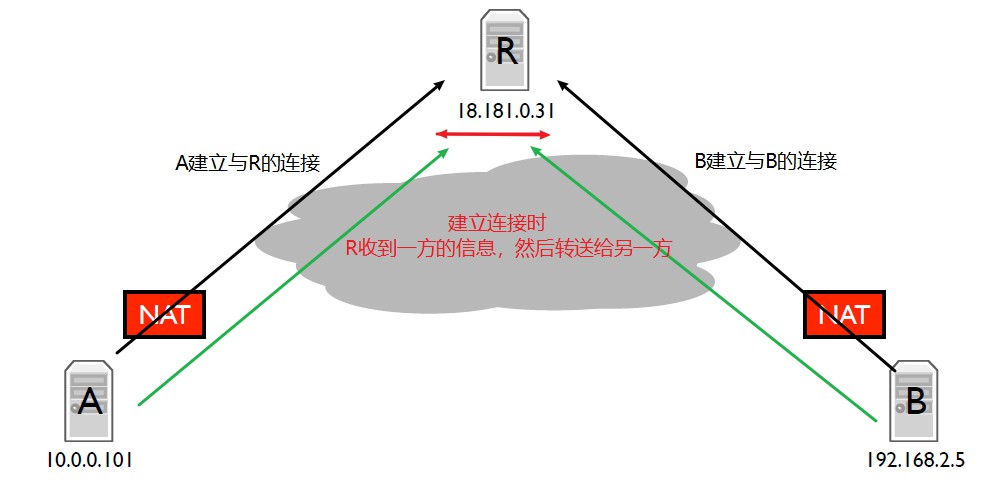 R
18.181.0.31
A建立与R的连接
B建立与B的连接
建立连接时
R收到一方的信息，然后转送给另一方
NAT
NAT
A
B
10.0.0.101
192.168.2.5